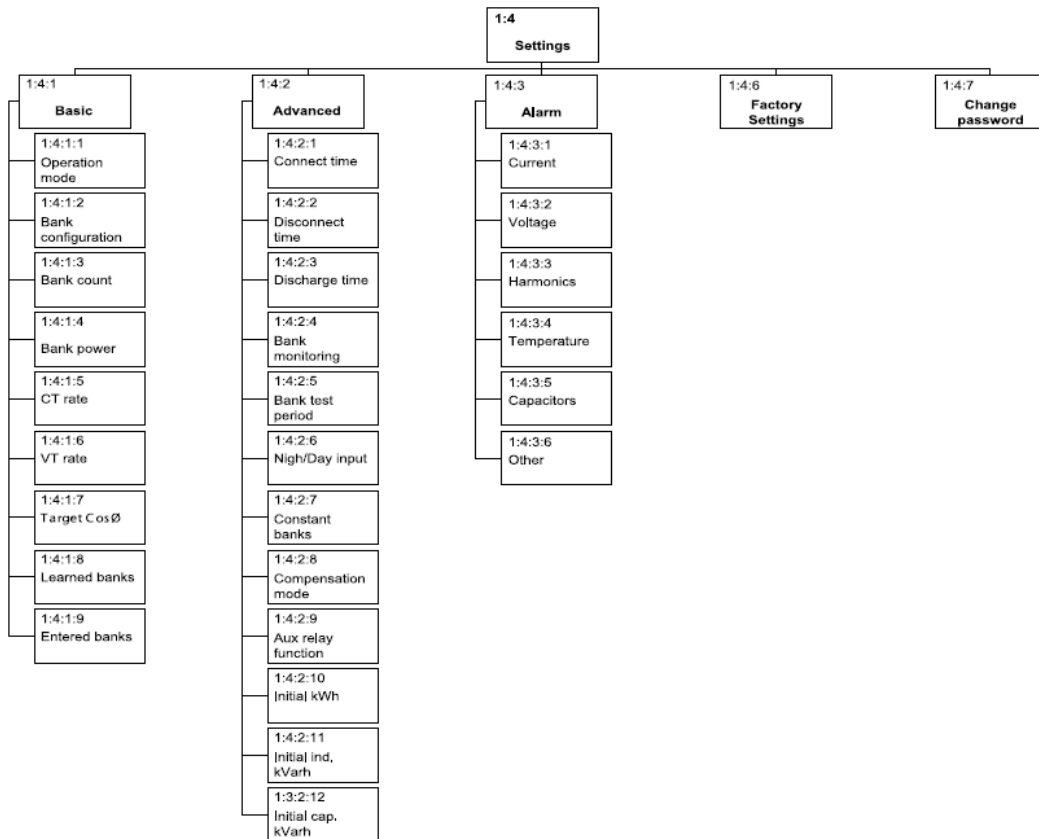 1:4
Settings
1:4:1
Basic
1:4:1:1
Operation
mode
1:4:1:2
Bank
configuration
1:4:1:3
Bank count
1:4:1:4
Bank power
1:4:1:5
CT rate
1:4:1:6
VT rate
1:4:1:7
Target CosØ
1:4:1:8
Learned banks
1:4:1:9
Entered banks
1:4:2
Advanced
1:4:2:1
Connect time
1:4:2:2
Disconnect
time
1:4:2:3
Discharge time
1:4:2:4
Bank
monitoring
1:4:2:5
Bank test
period
1:4:2:6
Nigh/Day input
1:4:2:7
Constant
banks
1:4:2:8
Compensation
mode
1:4:2:9
Aux relay
function
1:4:2:10
Initial kWh
1:4:2:11
Initial ind.
kVarh
1:3:2:12
Initial cap.
kVarh
1:4:3
Alarm
1:4:3:1
Current
1:4:3:2
Voltage
1:4:3:3
Harmonics
1:4:3:4
Temperature
1:4:3:5
Capacitors
1:4:3:6
Other
1:4:6
Factory
Settings
1:4:7
Change
password